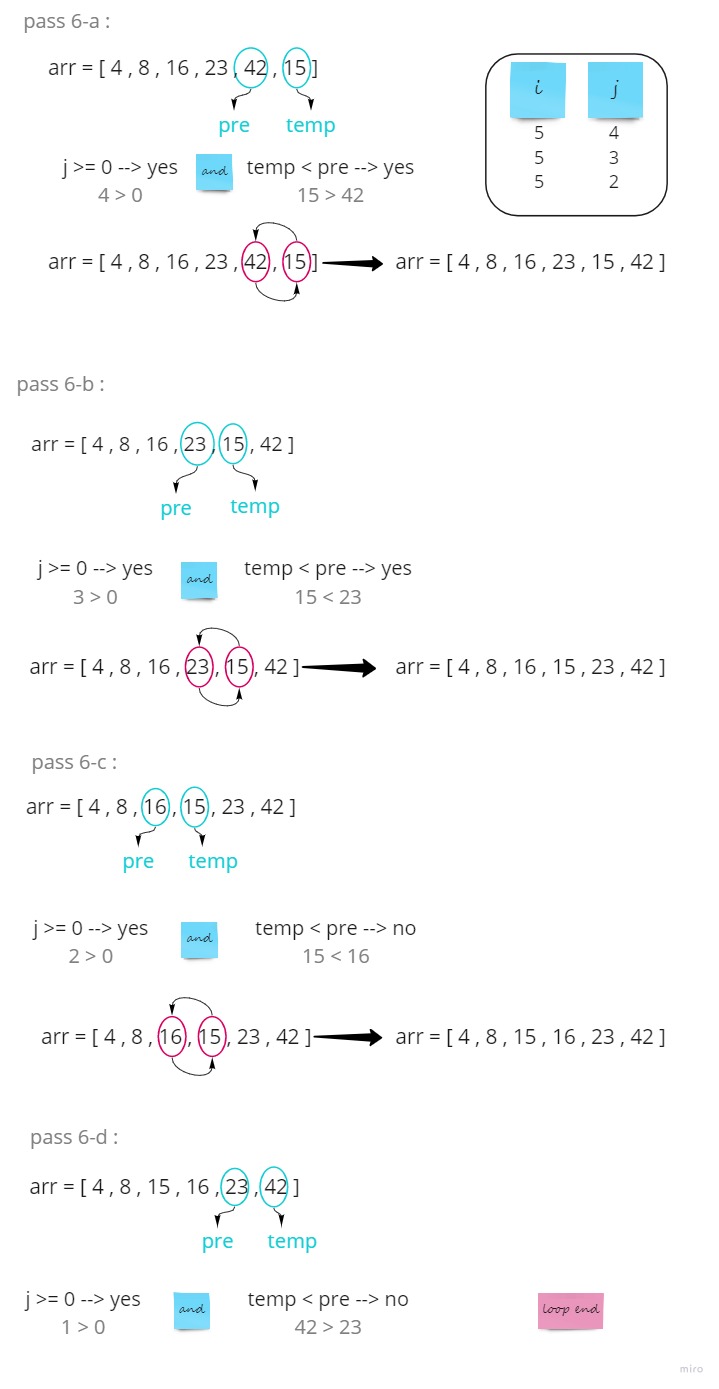 pass 6-a :
arr = [ 4 , 8 , 16 , 23 , 42 , 15 ]
pre temp
i j
5 4
5 3
5 2
j >= 0 --> yes and temp < pre --> yes
4 > 0 15 > 42
arr = [ 4 , 8 , 16 , 23 , 42 , 15 ] arr = [ 4 , 8 , 16 , 23 , 15 , 42 ]
pass 6-b :
arr = [ 4 , 8 , 16 , 23 , 15 , 42 ]
pre temp
j >= 0 --> yes and temp < pre --> yes
3 > 0 15 < 23
arr = [ 4 , 8 , 16 , 23 , 15 , 42 ] arr = [ 4 , 8 , 16 , 15 , 23 , 42 ]
pass 6-c :
arr = [ 4 , 8 , 16 , 15 , 23 , 42 ]
pre temp
j >= 0 --> yes and temp < pre --> no
2 > 0 15 < 16
arr = [ 4 , 8 , 16 , 15 , 23 , 42 ] arr = [ 4 , 8 , 15 , 16 , 23 , 42 ]
pass 6-d :
arr = [ 4 , 8 , 15 , 16 , 23 , 42 ]
pre temp
j >= 0 --> yes and temp < pre --> no loop end
1 > 0 42 > 23
miro